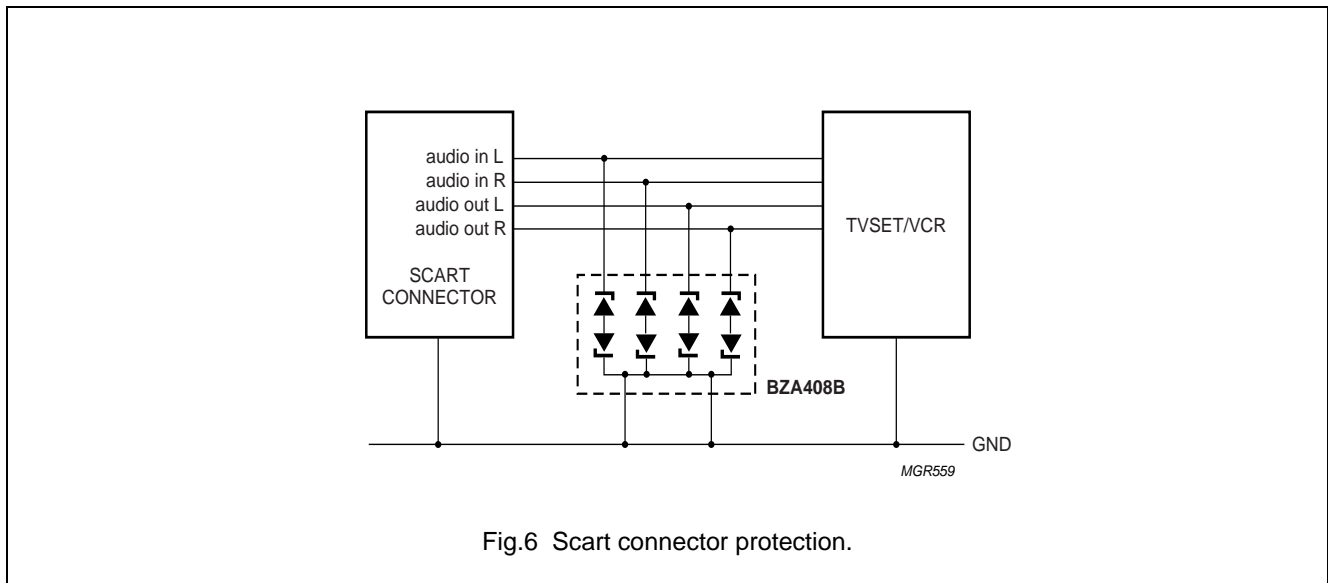 audio in L
audio in R
audio out L
audio out R
SCART
CONNECTOR
TVSET/VCR
BZA408B
GND
MGR559
Fig.6 Scart connector protection.